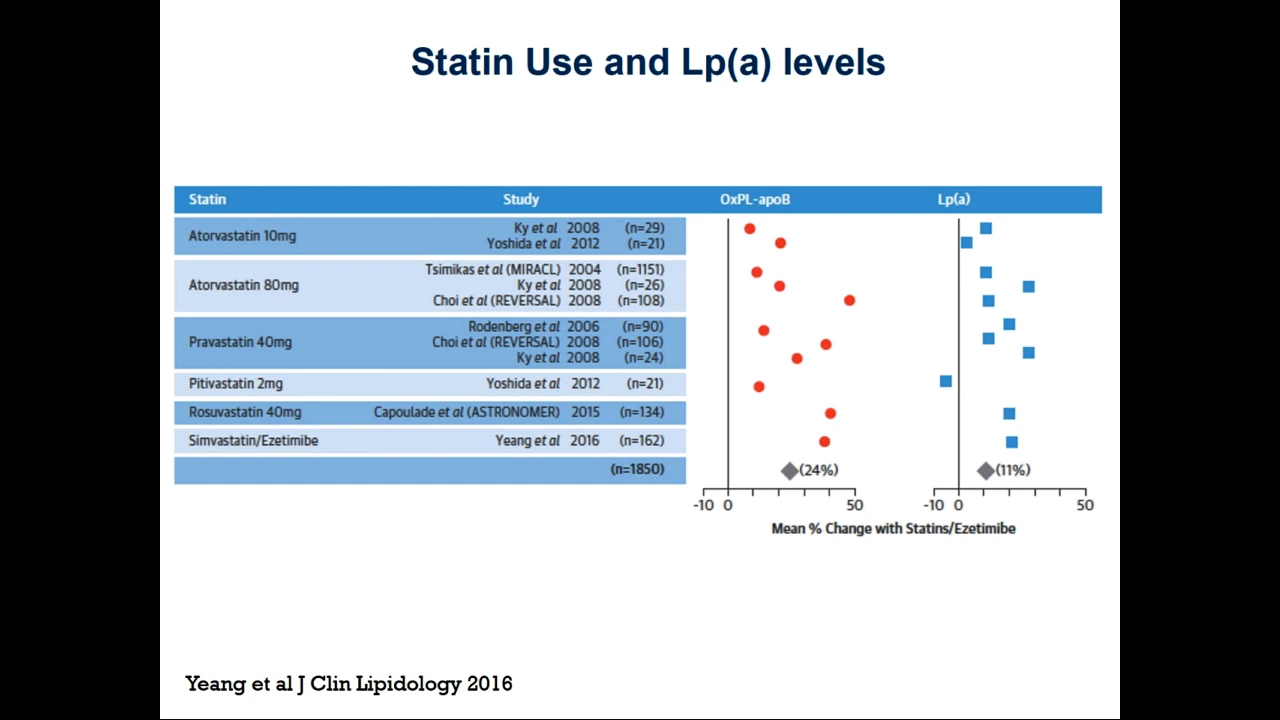 Statin Use and Lp(a) levels
Statin Study OxPL-apoB Lp(a)
Atorvastatin 10mg
Ky et al 2008 (n=29)
Yoshida et al 2012 (n=21)
Atorvastatin 80mg
Tsimikas et al (MIRACL) 2004 (n=1151)
Ky et al 2008 (n=26)
Choi et al (REVERSAL) 2008 (n=108)
Pravastatin 40mg
Rodenberg et al 2006 (n=90)
Choi et al (REVERSAL) 2008 (n=106)
Ky et al 2008 (n=24)
Pitivastatin 2mg Yoshida et al 2012 (n=21)
Rosuvastatin 40mg Capoulade et al (ASTRONOMER) 2015 (n=134)
Simvastatin/Ezetimibe Yeang et al 2016 (n=162)
(n=1850) (24%) (11%)
-10 0 50 -10 0 50
Mean % Change with Statins/Ezetimibe
Yeang et al J Clin Lipidology 2016